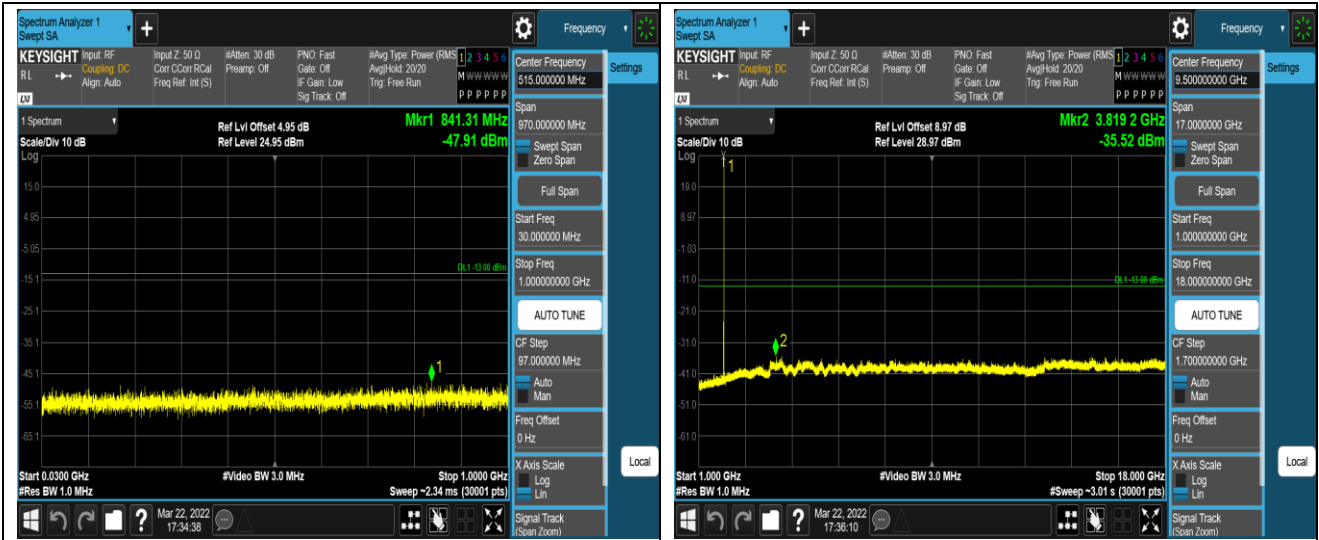 Spectrum Analyzer 1
Swept SA
Frequency
KEYSIGHT
RL
Input: RF
Coupling: DC
Align: Auto
Input Z: 50 Ω
Corr CCorr RCal
Freq Ref: Int (S)
#Atten: 30 dB
Preamp: Off
PNO: Fast
Gate: Off
IF Gain: Low
Sig Track: Off
#Avg Type: Power (RMS
Avg|Hold: 20/20
Trig: Free Run
1 2 3 4 5 6
M W W W W W
P P P P P P
LXI
1 Spectrum
Scale/Div 10 dB
Log
Ref Lvl Offset 4.95 dB
Ref Level 24.95 dBm
Mkr1 841.31 MHz
-47.91 dBm
15.0
4.95
-5.05
DL1 -13.00 dBm
-15.1
-25.1
-35.1
1
-45.1
-55.1
-65.1
Start 0.0300 GHz
#Video BW 3.0 MHz
Stop 1.0000 GHz
#Res BW 1.0 MHz
Sweep ~2.34 ms (30001 pts)
Mar 22, 2022
17:34:38
Center Frequency
515.000000 MHz
Settings
Span
970.000000 MHz
Swept Span
Zero Span
Full Span
Start Freq
30.000000 MHz
Stop Freq
1.000000000 GHz
AUTO TUNE
CF Step
97.000000 MHz
Auto
Man
Freq Offset
0 Hz
X Axis Scale
Log
Lin
Local
Signal Track
(Span Zoom)
Spectrum Analyzer 1
Swept SA
Frequency
KEYSIGHT
RL
Input: RF
Coupling: DC
Align: Auto
Input Z: 50 Ω
Corr CCorr RCal
Freq Ref: Int (S)
#Atten: 30 dB
Preamp: Off
PNO: Fast
Gate: Off
IF Gain: Low
Sig Track: Off
#Avg Type: Power (RMS
Avg|Hold: 20/20
Trig: Free Run
1 2 3 4 5 6
M W W W W W
P P P P P P
LXI
1 Spectrum
Scale/Div 10 dB
Log
Ref Lvl Offset 8.97 dB
Ref Level 28.97 dBm
Mkr2 3.819 2 GHz
-35.52 dBm
1
19.0
8.97
-1.03
-11.0
DL1 -13.00 dBm
-21.0
-31.0
2
-41.0
-51.0
-61.0
Start 1.000 GHz
#Video BW 3.0 MHz
Stop 18.000 GHz
#Res BW 1.0 MHz
#Sweep ~3.01 s (30001 pts)
Mar 22, 2022
17:36:10
Center Frequency
9.500000000 GHz
Settings
Span
17.0000000 GHz
Swept Span
Zero Span
Full Span
Start Freq
1.000000000 GHz
Stop Freq
18.000000000 GHz
AUTO TUNE
CF Step
1.700000000 GHz
Auto
Man
Freq Offset
0 Hz
X Axis Scale
Log
Lin
Local
Signal Track
(Span Zoom)